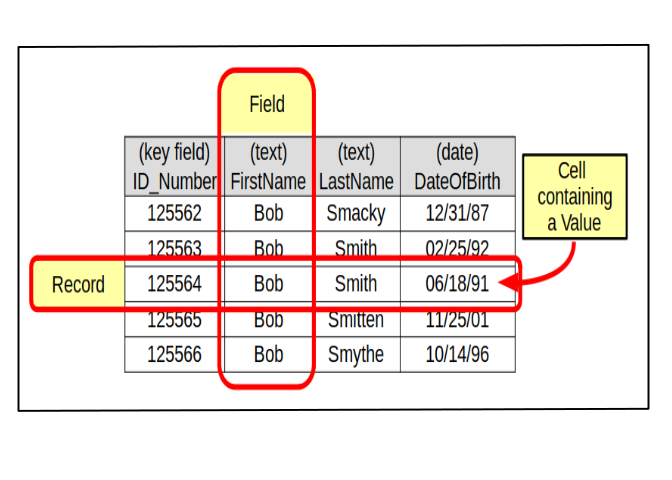 Field
(key field) (text) (text) (date)
ID_Number FirstName LastName DateOfBirth
125562 Bob Smacky 12/31/87
125563 Bob Smith 02/25/92
125564 Bob Smith 06/18/91
125565 Bob Smitten 11/25/01
125566 Bob Smythe 10/14/96
Record
Cell
containing
a Value